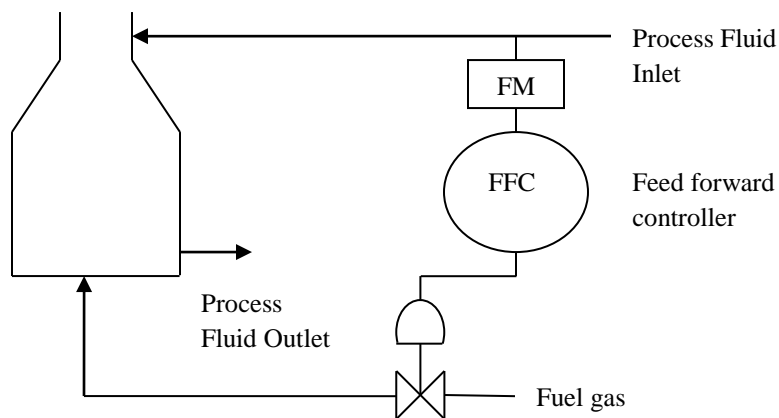 Process Fluid
Inlet
FM
FFC
Feed forward
controller
Process
Fluid Outlet
Fuel gas